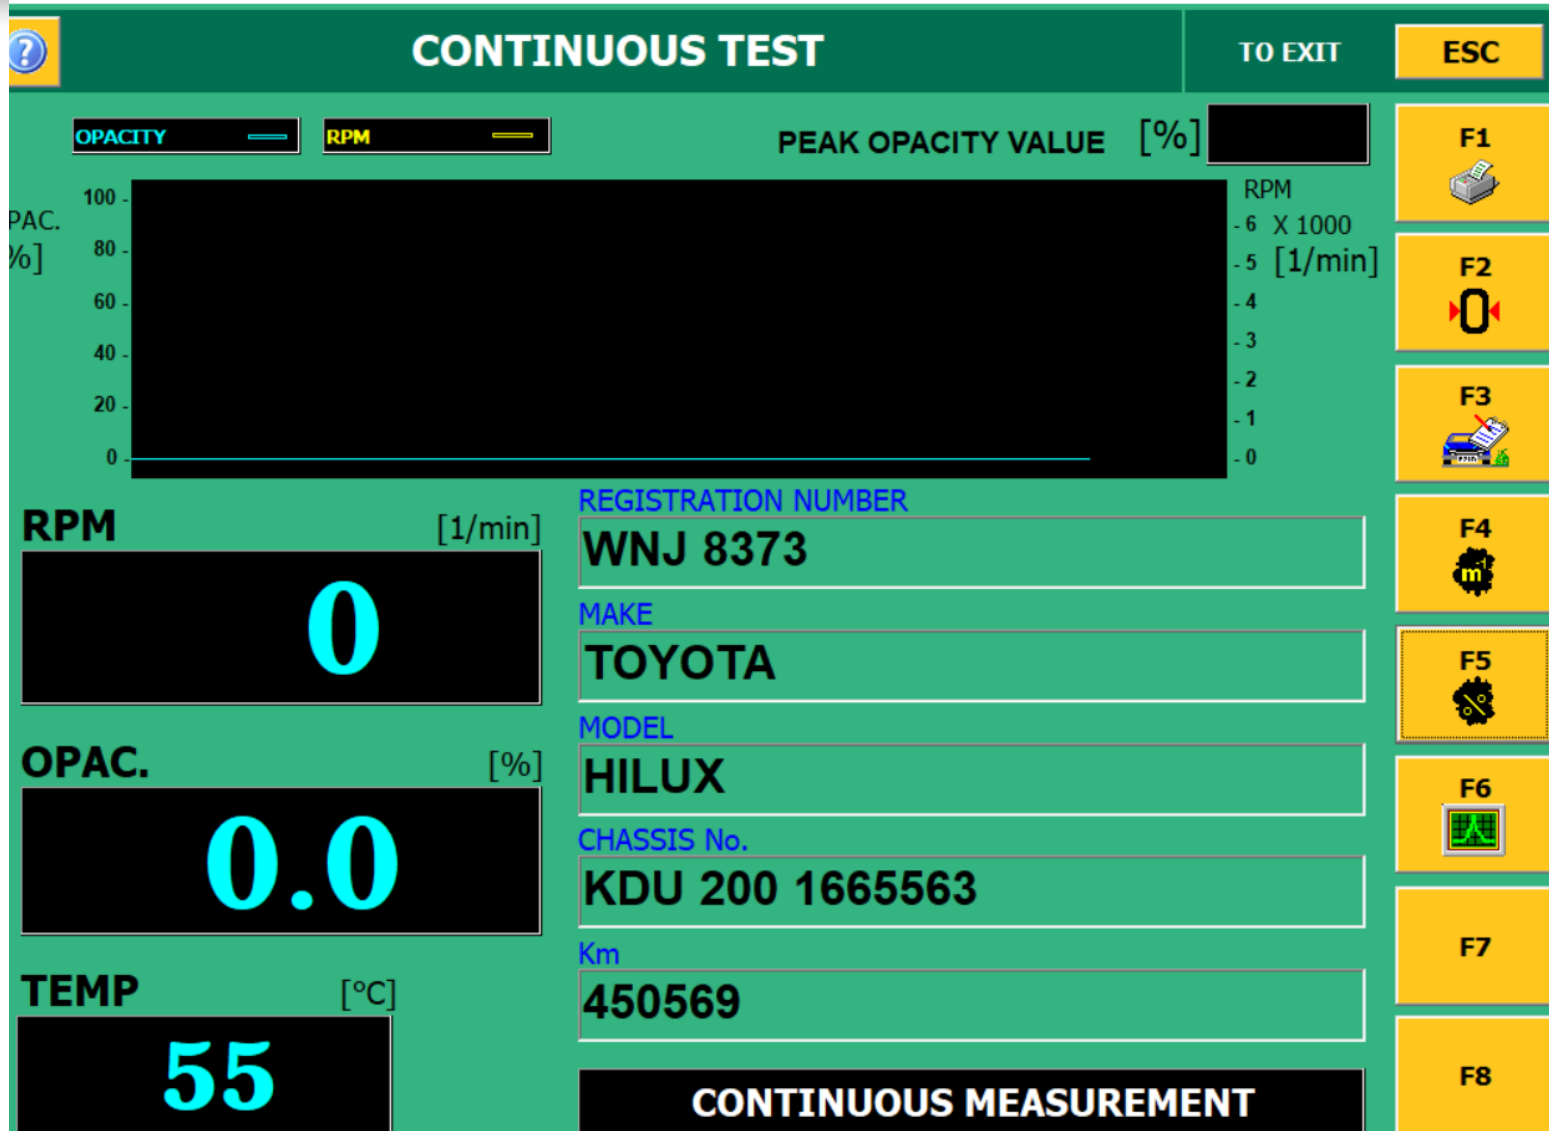 CONTINUOUS TEST
TO EXIT
ESC
OPACITY
RPM
PEAK OPACITY VALUE [%]
F1
PAC.
%]
100
80
60
40
20
0
RPM
X 1000
[1/min]
6
5
4
3
2
1
0
F2
0
F3
F4
m
F5
%
F6
F7
F8
RPM [1/min]
0
OPAC. [%]
0.0
TEMP [°C]
55
REGISTRATION NUMBER
WNJ 8373
MAKE
TOYOTA
MODEL
HILUX
CHASSIS No.
KDU 200 1665563
Km
450569
CONTINUOUS MEASUREMENT